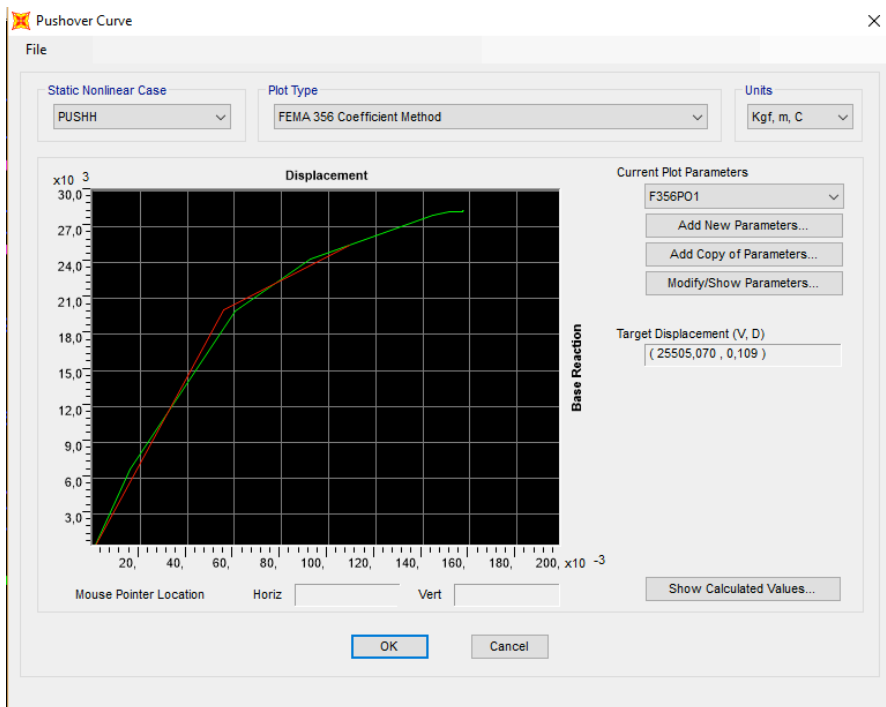 Pushover Curve
File
Static Nonlinear Case
PUSHH
Plot Type
FEMA 356 Coefficient Method
Units
Kgf, m, C
x10 3
Displacement
30,0
27,0
24,0
21,0
18,0
15,0
12,0
9,0
6,0
3,0
20, 40, 60, 80, 100, 120, 140, 160, 180, 200, x10 -3
Base Reaction
Mouse Pointer Location Horiz Vert
Current Plot Parameters
F356PO1
Add New Parameters...
Add Copy of Parameters...
Modify/Show Parameters...
Target Displacement (V, D)
( 25505,070 , 0,109 )
Show Calculated Values...
OK
Cancel